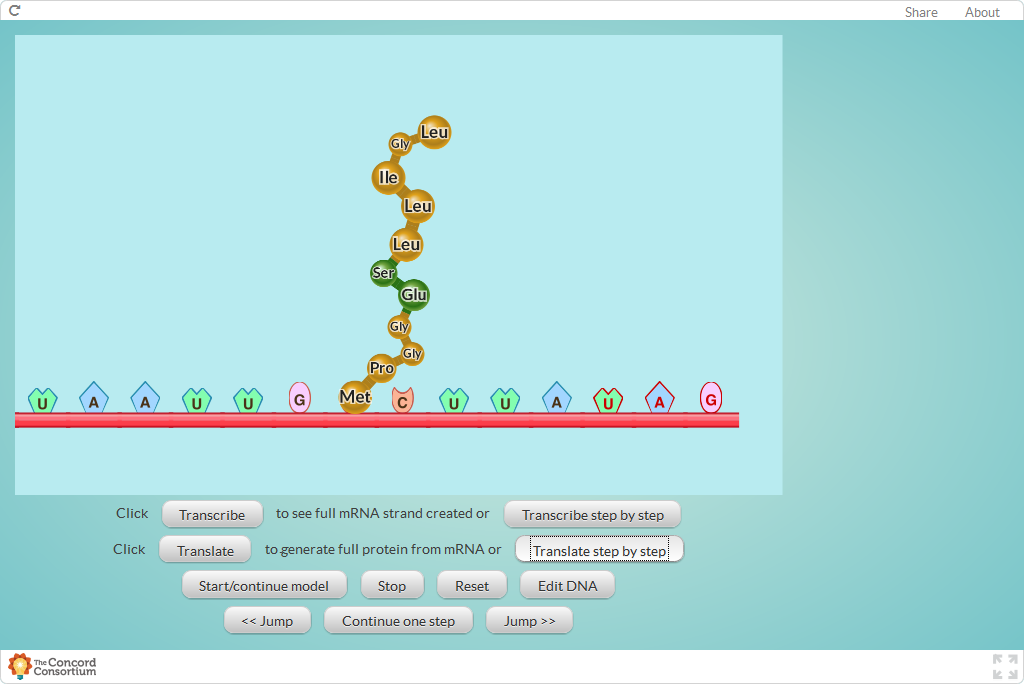 Share About
Leu
Gly
Ile
Leu
Leu
Ser
Glu
Gly
Gly
Pro
Met
U A A U U G C U U A U A G
Click Transcribe to see full mRNA strand created or Transcribe step by step
Click Translate to generate full protein from mRNA or Translate step by step
Start/continue model Stop Reset Edit DNA
<< Jump Continue one step Jump >>
The Concord
Consortium